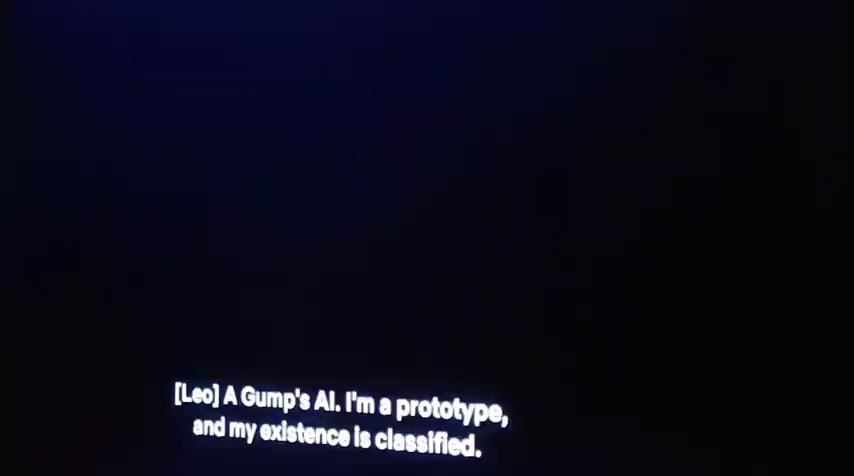 [Leo] A Gump's AI. I'm a prototype,
and my existence is classified.